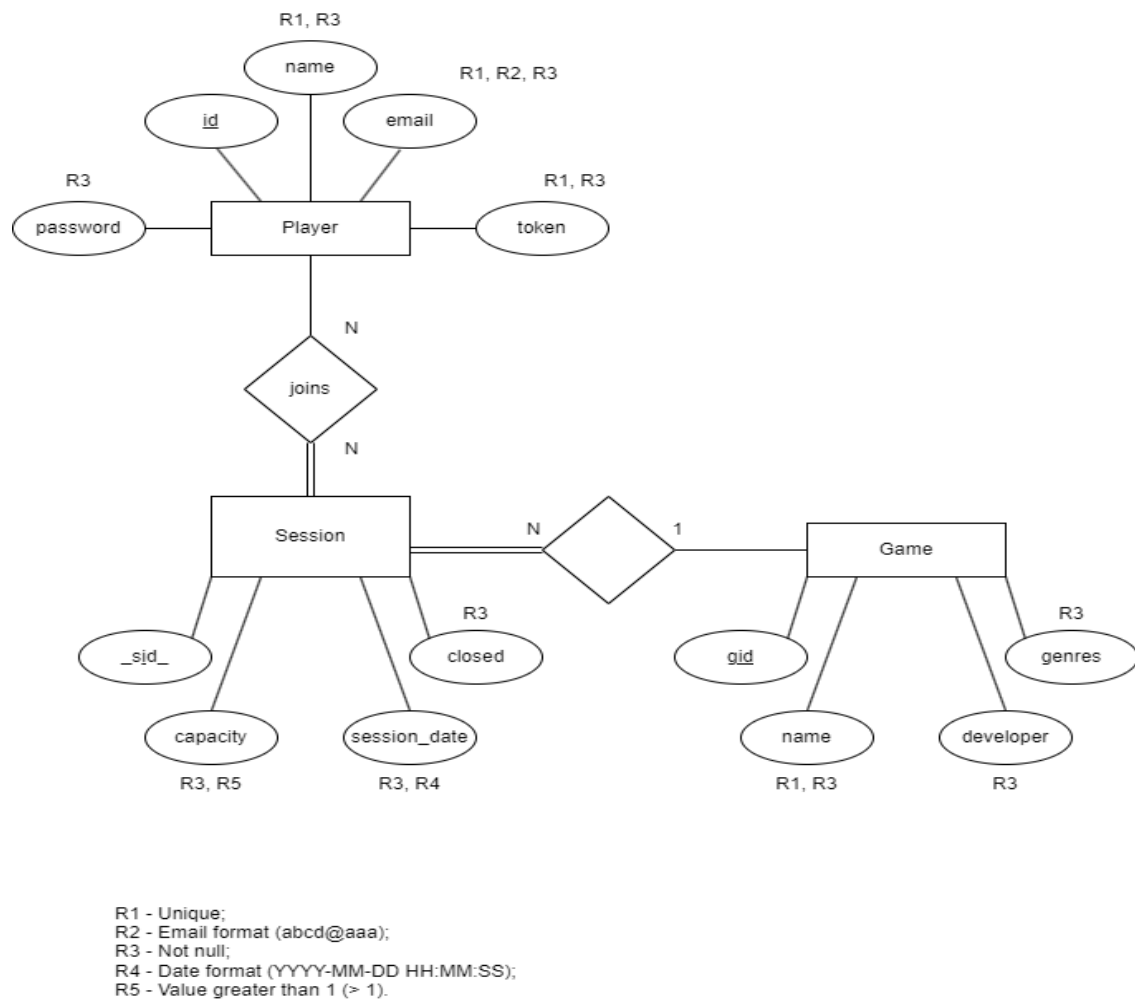 R1, R3
name
R1, R2, R3
id
email
R3
R1, R3
password
Player
token
N
joins
N
Session
N
1
Game
R3
R3
_sid_
closed
gid
genres
capacity
session_date
name
developer
R3, R5
R3, R4
R1, R3
R3
R1 - Unique;
R2 - Email format (abcd@aaa);
R3 - Not null;
R4 - Date format (YYYY-MM-DD HH:MM:SS);
R5 - Value greater than 1 (> 1).